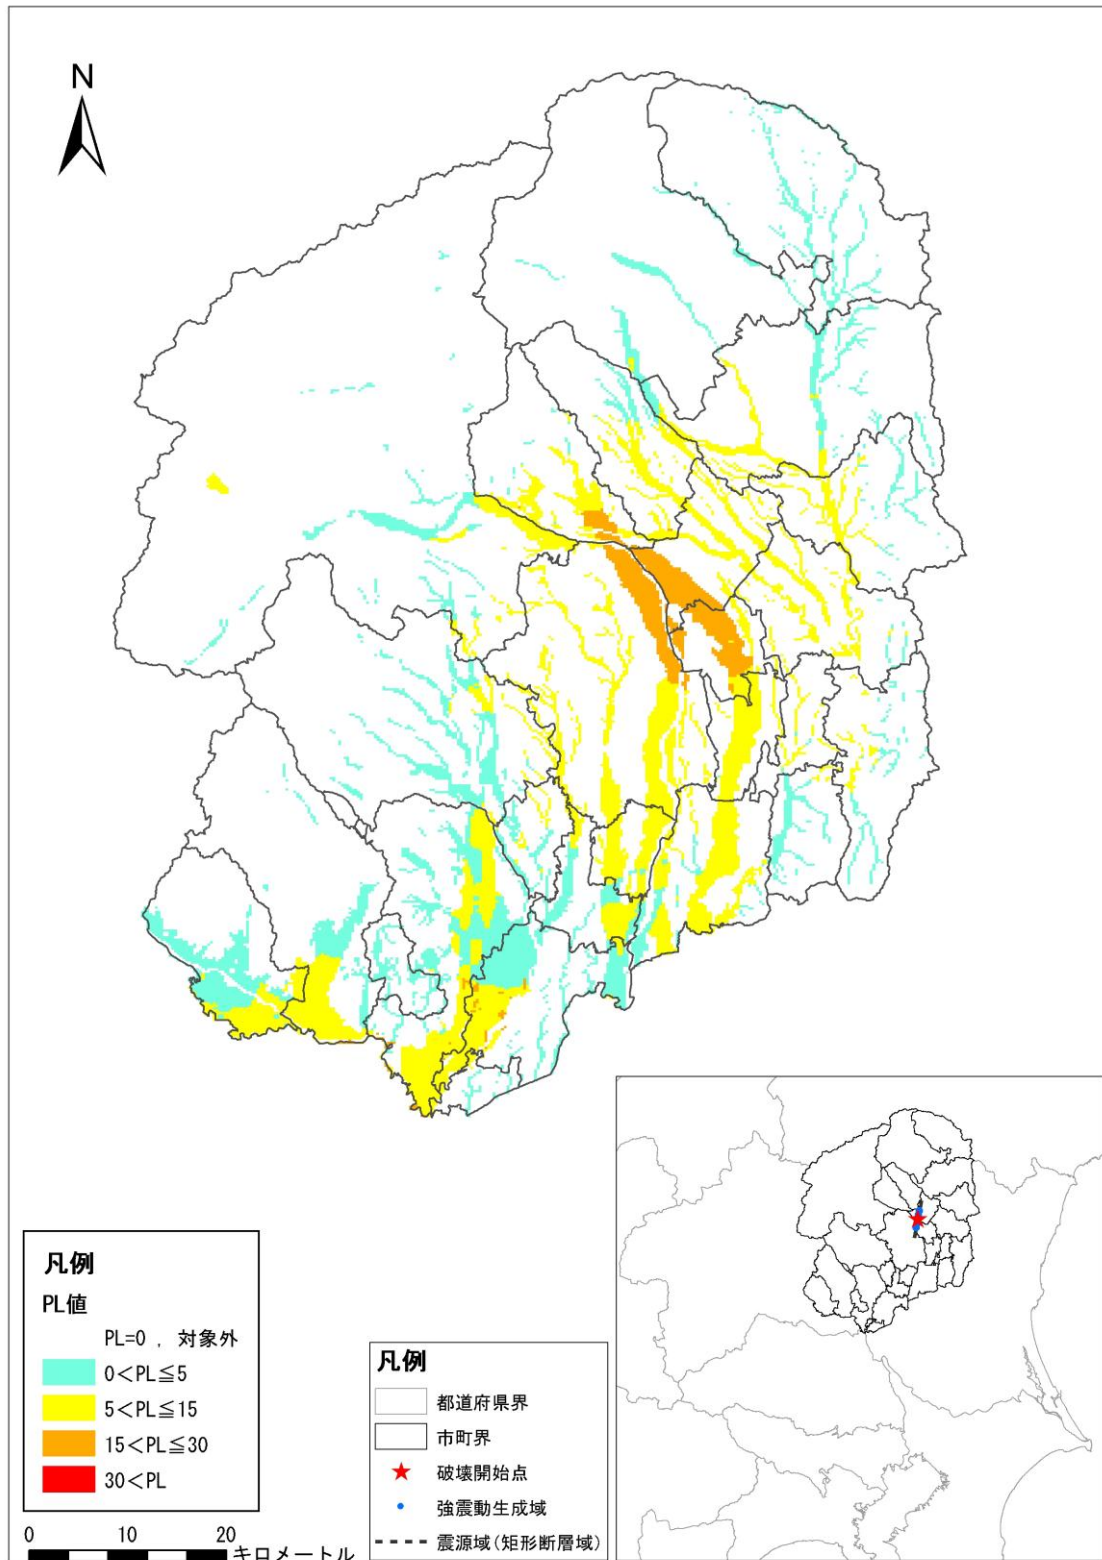 N
凡例
PL値
PL=0 , 対象外
0<PL≦5
5<PL≦15
15<PL≦30
30<PL
0 10 20
キロメートル
凡例
都道府県界
市町界
破壊開始点
強震動生成域
震源域(矩形断層域)